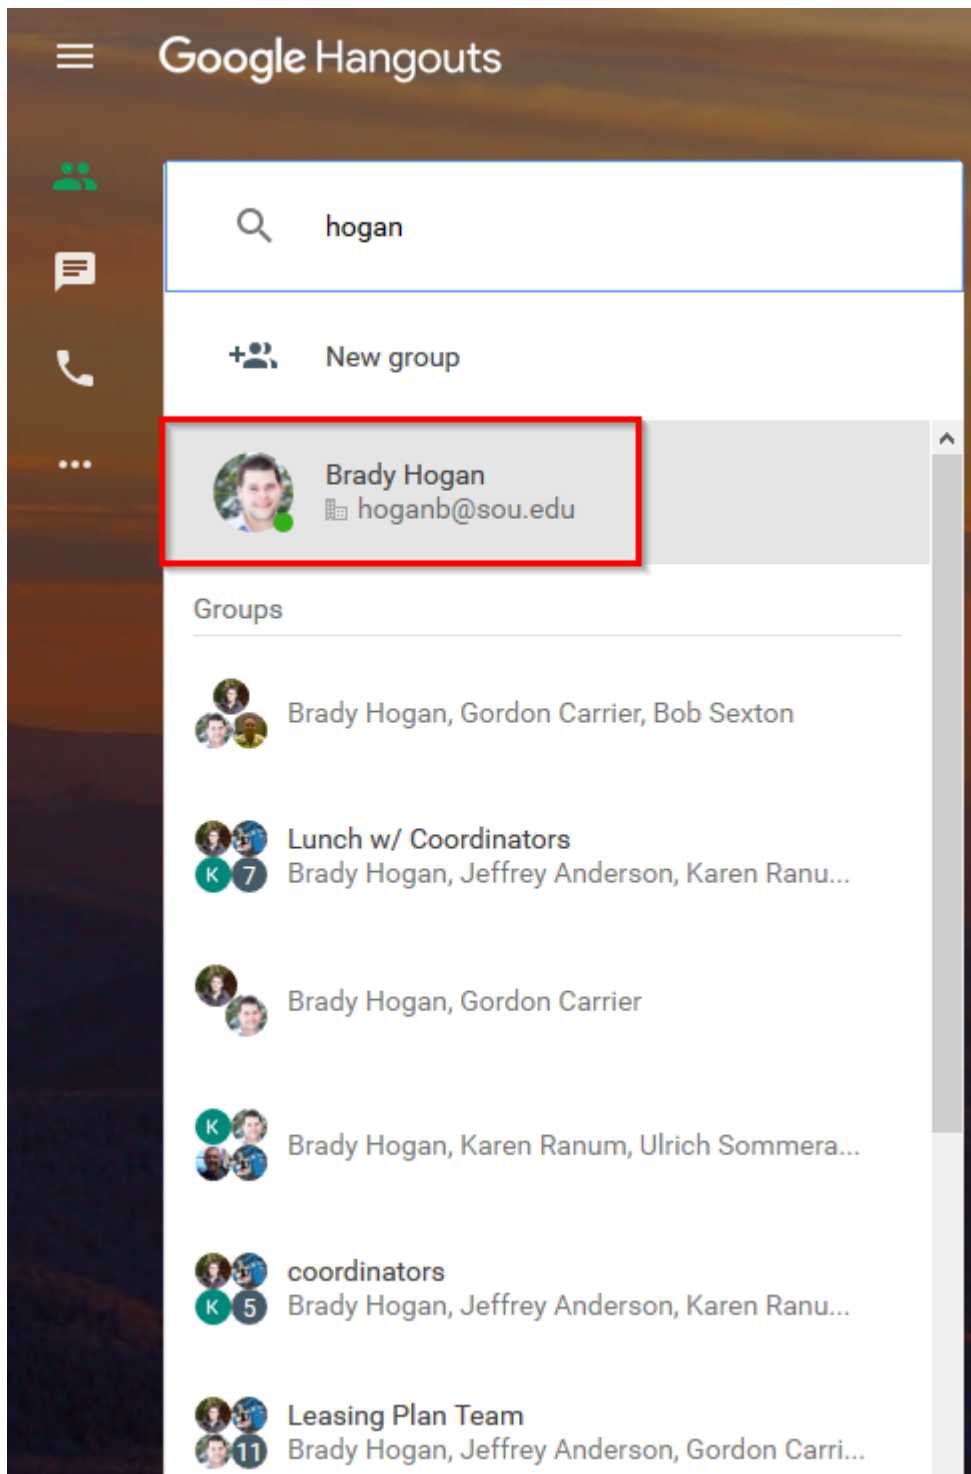 Google Hangouts
hogan
New group
Brady Hogan
hoganb@sou.edu
Groups
Brady Hogan, Gordon Carrier, Bob Sexton
Lunch w/ Coordinators
K 7
Brady Hogan, Jeffrey Anderson, Karen Ranu...
Brady Hogan, Gordon Carrier
K
Brady Hogan, Karen Ranum, Ulrich Sommera...
coordinators
K 5
Brady Hogan, Jeffrey Anderson, Karen Ranu...
Leasing Plan Team
11
Brady Hogan, Jeffrey Anderson, Gordon Carri...